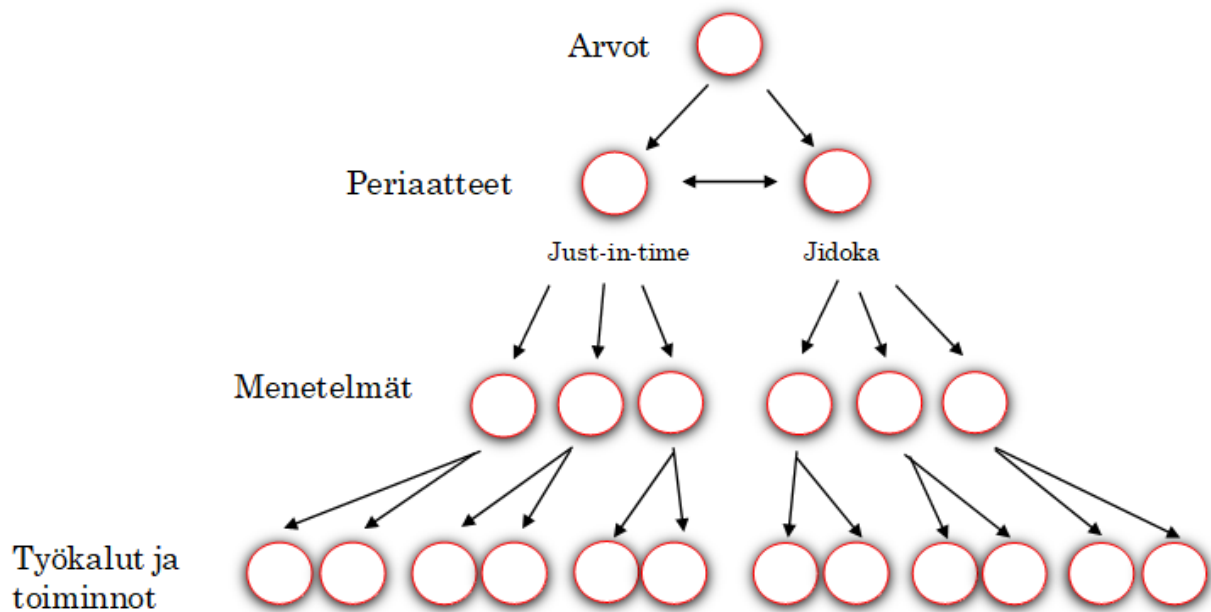 Arvot
Periaatteet
Just-in-time
Jidoka
Menetelmät
Työkalut ja
toiminnot